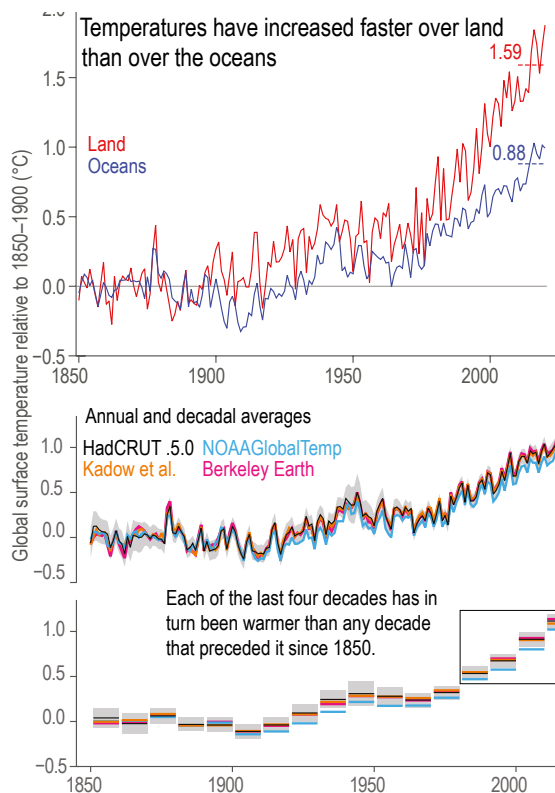 2.0
Temperatures have increased faster over land
than over the oceans
1.59
1.5
1.0
Land
Oceans
0.88
0.5
0.0
−0.5
1850
1900
1950
2000
Global surface temperature relative to 1850–1900 (°C)
Annual and decadal averages
HadCRUT .5.0 NOAAGlobalTemp
Kadow et al. Berkeley Earth
1.0
0.5
0.0
−0.5
Each of the last four decades has in
turn been warmer than any decade
that preceded it since 1850.
1.0
0.5
0.0
−0.5
1850
1900
1950
2000